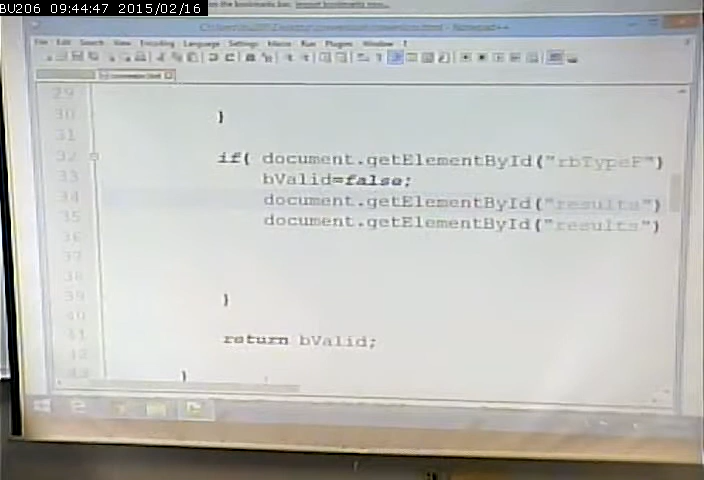 BU206 09:44:47 2015/02/16
Notepad++
File Edit Search View Encoding Language Settings Macro Run Plugins Window ?
29
30 }
31
32 if( document.getElementById("rbTypeF")
33 bValid=false;
34 document.getElementById("results")
35 document.getElementById("results")
36
37
38
39 }
40
41 return bValid;
42
43 }